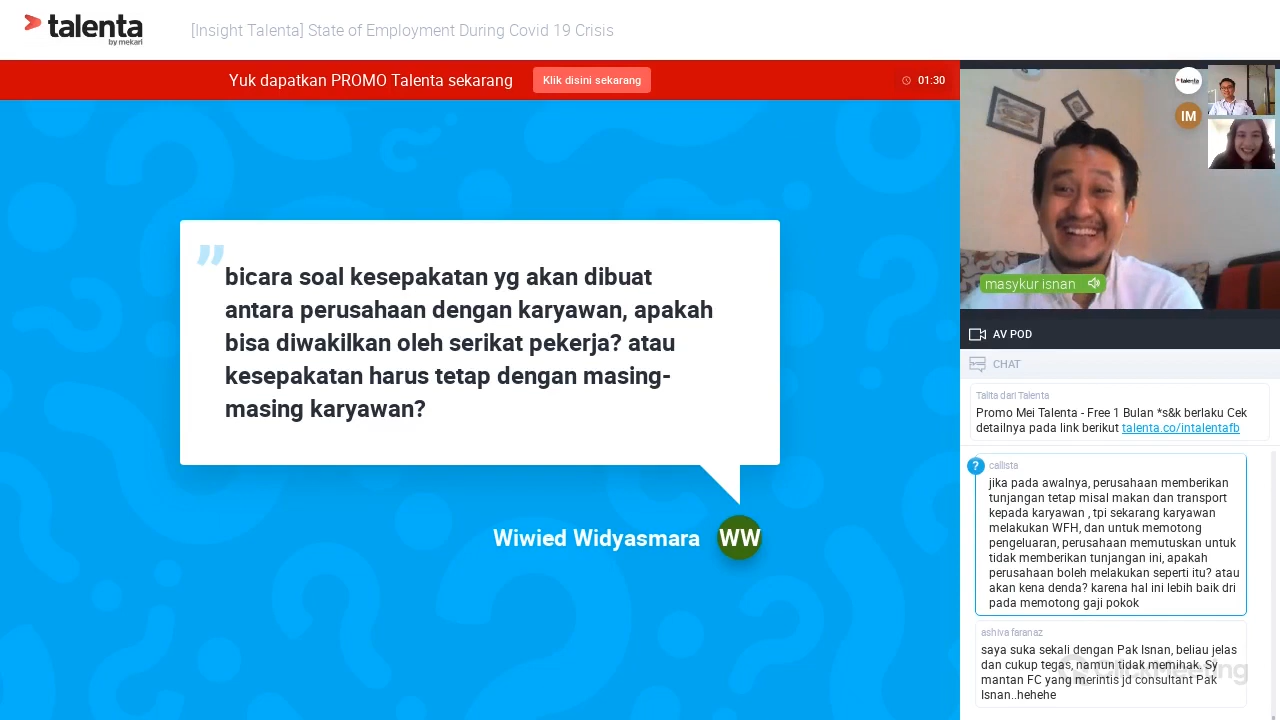 talenta
by mekari
[Insight Talenta] State of Employment During Covid 19 Crisis
Yuk dapatkan PROMO Talenta sekarang
Klik disini sekarang
01:30
”
bicara soal kesepakatan yg akan dibuat
antara perusahaan dengan karyawan, apakah
bisa diwakilkan oleh serikat pekerja? atau
kesepakatan harus tetap dengan masing-
masing karyawan?
Wiwied Widyasmara
WW
talenta
IM
masykur isnan
AV POD
CHAT
Talita dari Talenta
Promo Mei Talenta - Free 1 Bulan *s&k berlaku Cek
detailnya pada link berikut talenta.co/intalentafb
?
callista
jika pada awalnya, perusahaan memberikan
tunjangan tetap misal makan dan transport
kepada karyawan , tpi sekarang karyawan
melakukan WFH, dan untuk memotong
pengeluaran, perusahaan memutuskan untuk
tidak memberikan tunjangan ini, apakah
perusahaan boleh melakukan seperti itu? atau
akan kena denda? karena hal ini lebih baik dri
pada memotong gaji pokok
ashiva faranaz
saya suka sekali dengan Pak Isnan, beliau jelas
dan cukup tegas, namun tidak memihak. Sy
mantan FC yang merintis jd consultant Pak
Isnan..hehehe
ClickMeeting